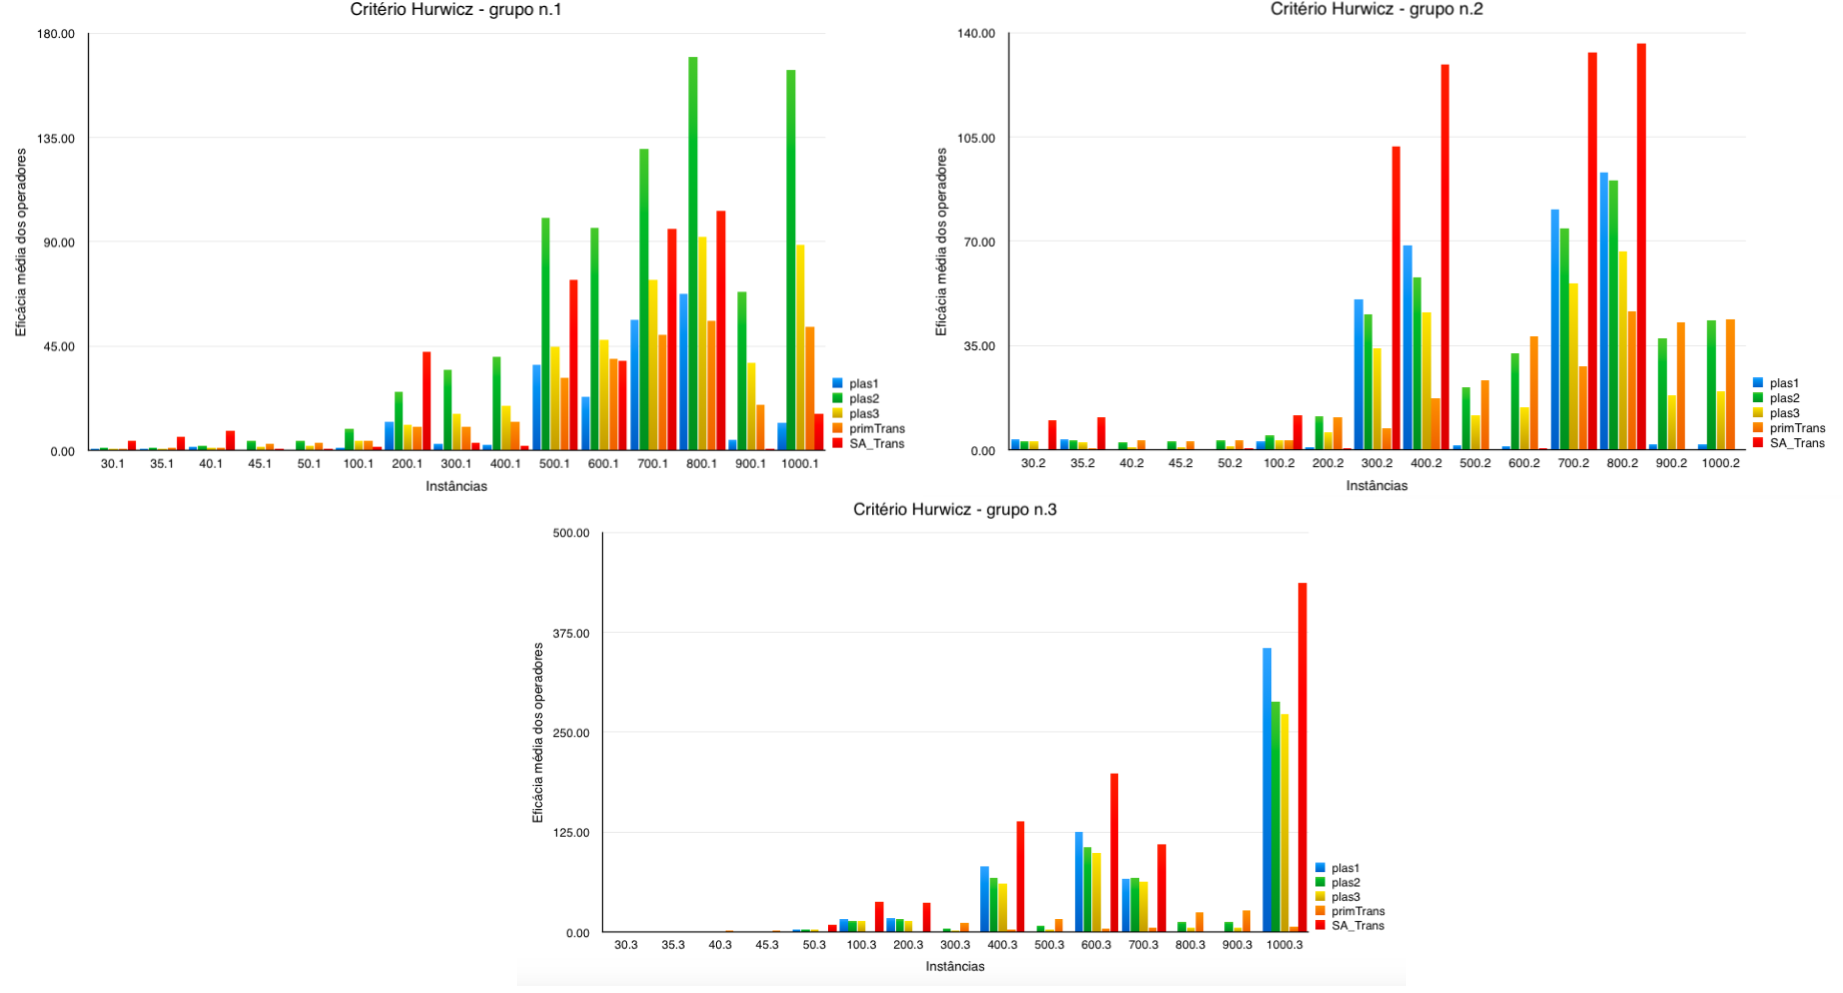 Critério Hurwicz - grupo n.1
Eficácia média dos operadores
180.00
135.00
90.00
45.00
0.00
30.1 35.1 40.1 45.1 50.1 100.1 200.1 300.1 400.1 500.1 600.1 700.1 800.1 900.1 1000.1
Instâncias
plas1
plas2
plas3
primTrans
SA_Trans
Critério Hurwicz - grupo n.2
Eficácia média dos operadores
140.00
105.00
70.00
35.00
0.00
30.2 35.2 40.2 45.2 50.2 100.2 200.2 300.2 400.2 500.2 600.2 700.2 800.2 900.2 1000.2
Instâncias
plas1
plas2
plas3
primTrans
SA_Trans
Critério Hurwicz - grupo n.3
Eficácia média dos operadores
500.00
375.00
250.00
125.00
0.00
30.3 35.3 40.3 45.3 50.3 100.3 200.3 300.3 400.3 500.3 600.3 700.3 800.3 900.3 1000.3
Instâncias
plas1
plas2
plas3
primTrans
SA_Trans